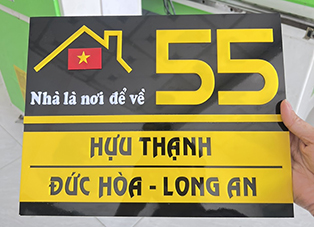 55
Nhà là nơi để về
HỰU THẠNH
ĐỨC HÒA - LONG AN